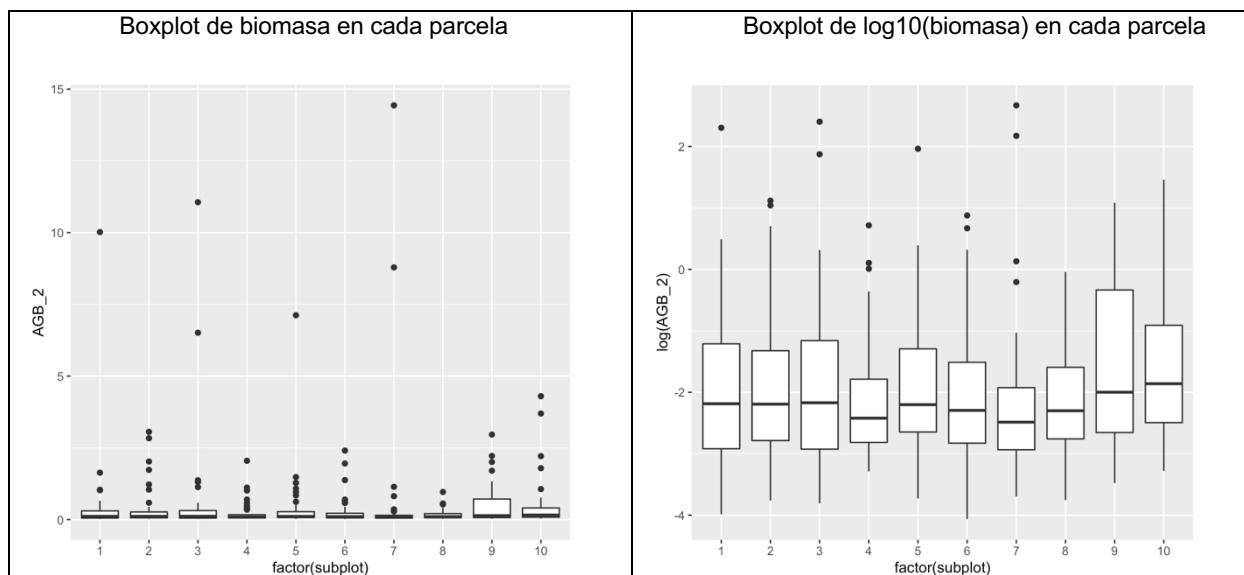 Boxplot de biomasa en cada parcela
15
10
5
0
AGB_2
1 2 3 4 5 6 7 8 9 10
factor(subplot)
Boxplot de log10(biomasa) en cada parcela
2
0
-2
-4
log(AGB_2)
1 2 3 4 5 6 7 8 9 10
factor(subplot)